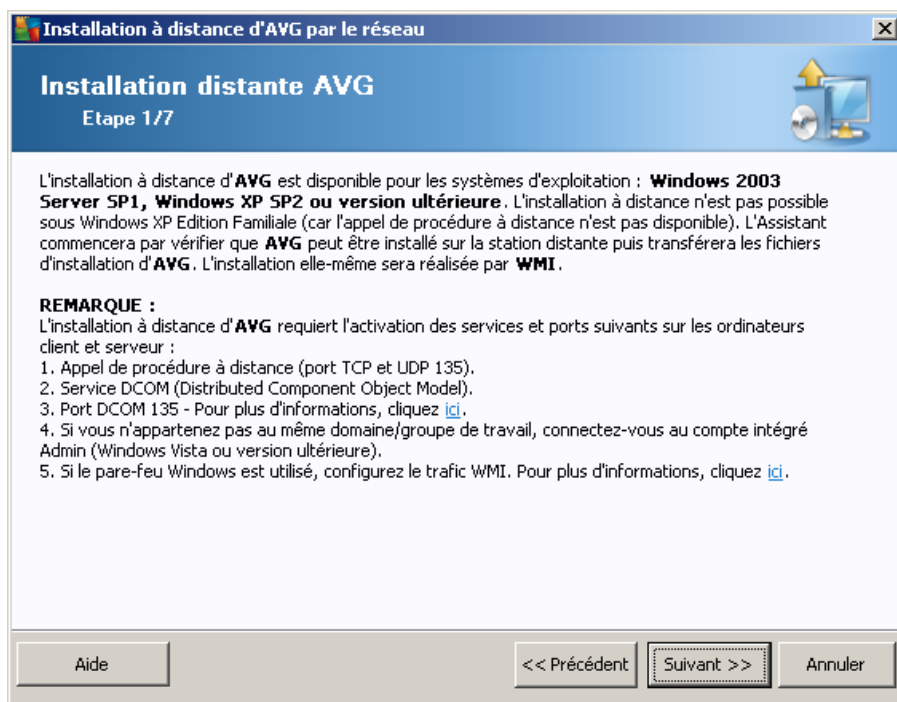 Installation à distance d'AVG par le réseau
Installation distante AVG
Etape 1/7
L'installation à distance d'AVG est disponible pour les systèmes d'exploitation : Windows 2003
Server SP1, Windows XP SP2 ou version ultérieure. L'installation à distance n'est pas possible
sous Windows XP Edition Familiale (car l'appel de procédure à distance n'est pas disponible). L'Assistant
commencera par vérifier que AVG peut être installé sur la station distante puis transférera les fichiers
d'installation d'AVG. L'installation elle-même sera réalisée par WMI.
REMARQUE :
L'installation à distance d'AVG requiert l'activation des services et ports suivants sur les ordinateurs
client et serveur :
1. Appel de procédure à distance (port TCP et UDP 135).
2. Service DCOM (Distributed Component Object Model).
3. Port DCOM 135 - Pour plus d'informations, cliquez ici.
4. Si vous n'appartenez pas au même domaine/groupe de travail, connectez-vous au compte intégré
Admin (Windows Vista ou version ultérieure).
5. Si le pare-feu Windows est utilisé, configurez le trafic WMI. Pour plus d'informations, cliquez ici.
Aide
<< Précédent
Suivant >>
Annuler